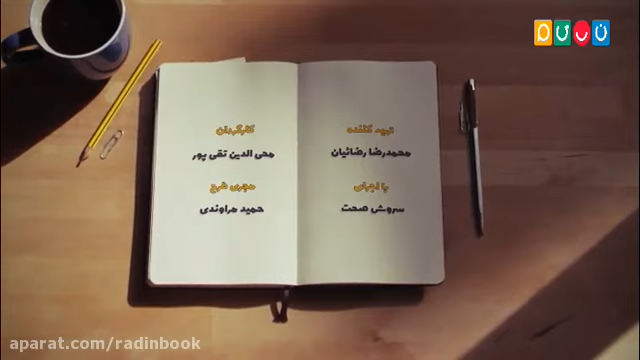 تهیه کننده
محمدرضا رضائیان
با اجرای
سروش صحت
کارگردان
محی الدین تقی پور
مجری طرح
حمید مراوندی
aparat.com/radinbook